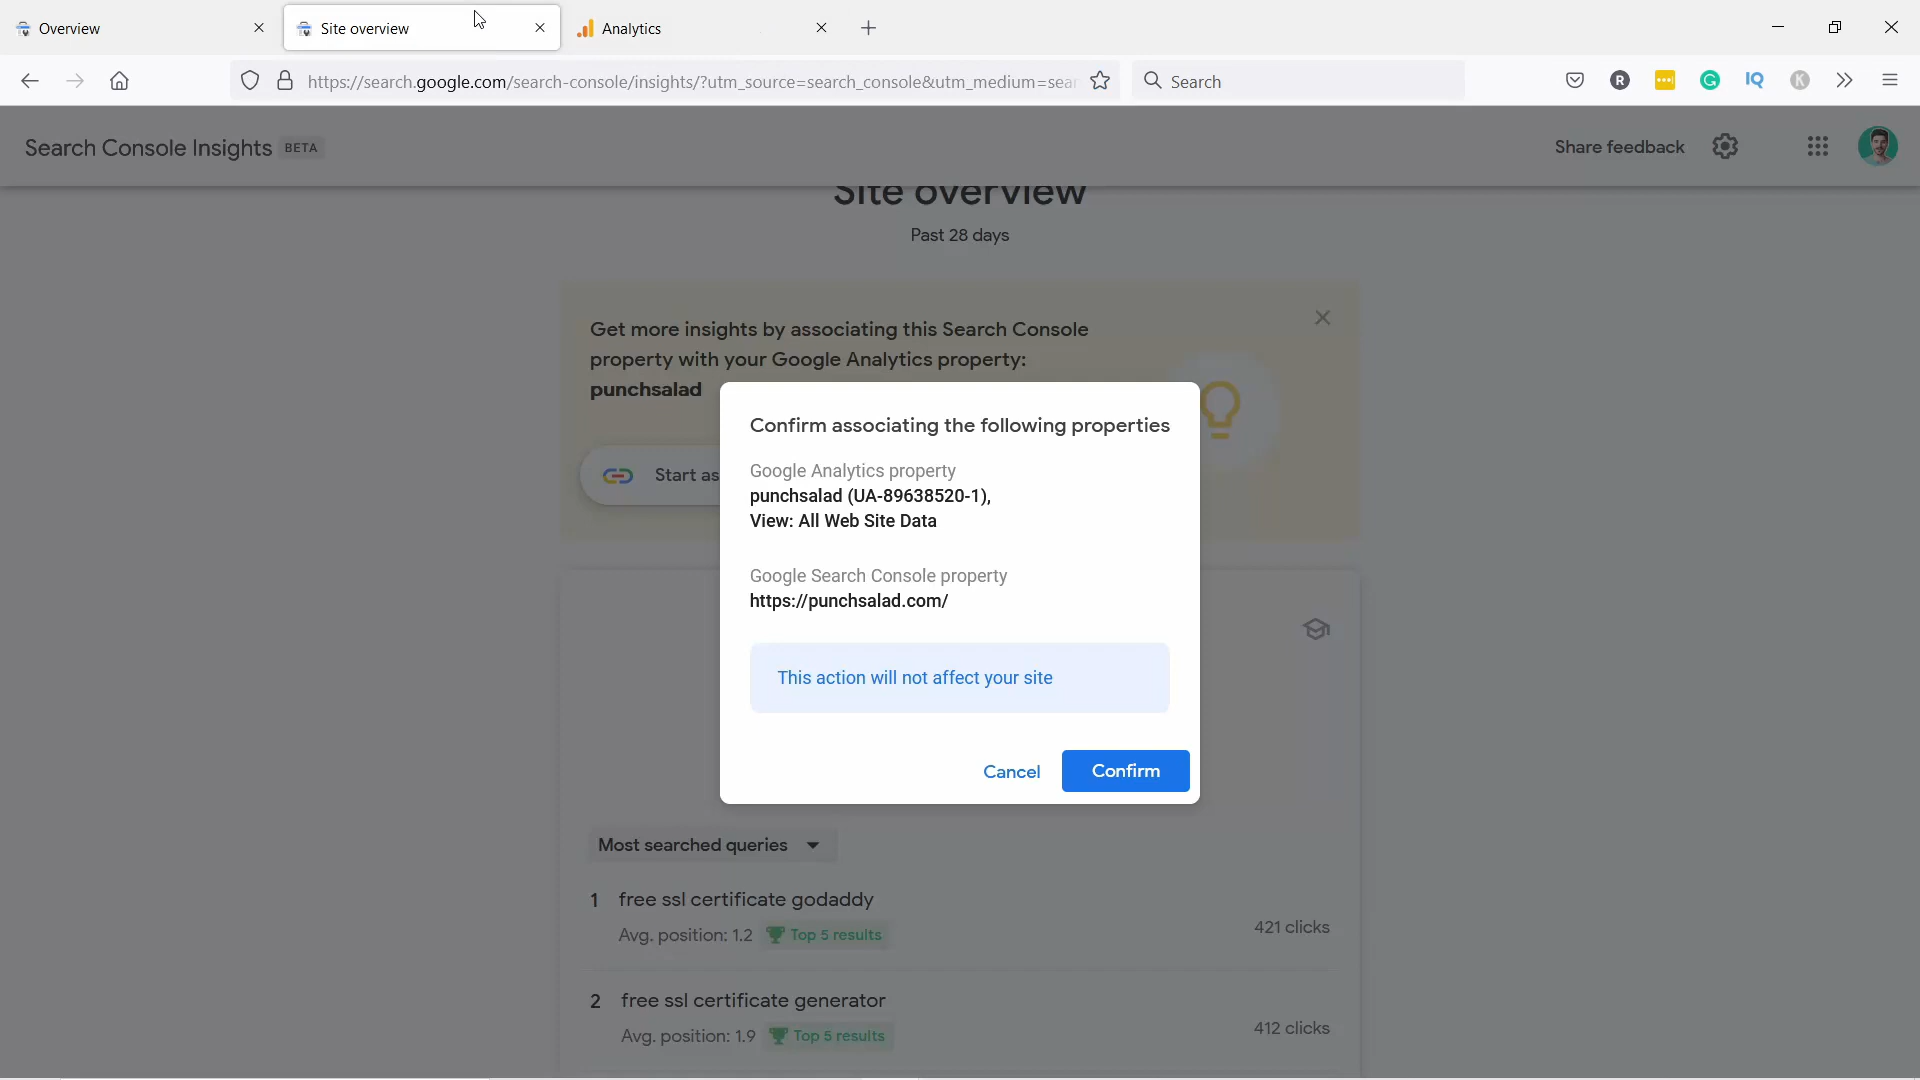 Overview
Site overview
Analytics
https://search.google.com/search-console/insights/?utm_source=search_console&utm_medium=sear
Search
R
IQ
K
Search Console Insights BETA
Share feedback
Site overview
Past 28 days
Get more insights by associating this Search Console
property with your Google Analytics property:
punchsalad
Start as
Confirm associating the following properties
Google Analytics property
punchsalad (UA-89638520-1),
View: All Web Site Data
Google Search Console property
https://punchsalad.com/
This action will not affect your site
Cancel
Confirm
Most searched queries
1 free ssl certificate godaddy
Avg. position: 1.2 Top 5 results
421 clicks
2 free ssl certificate generator
Avg. position: 1.9 Top 5 results
412 clicks